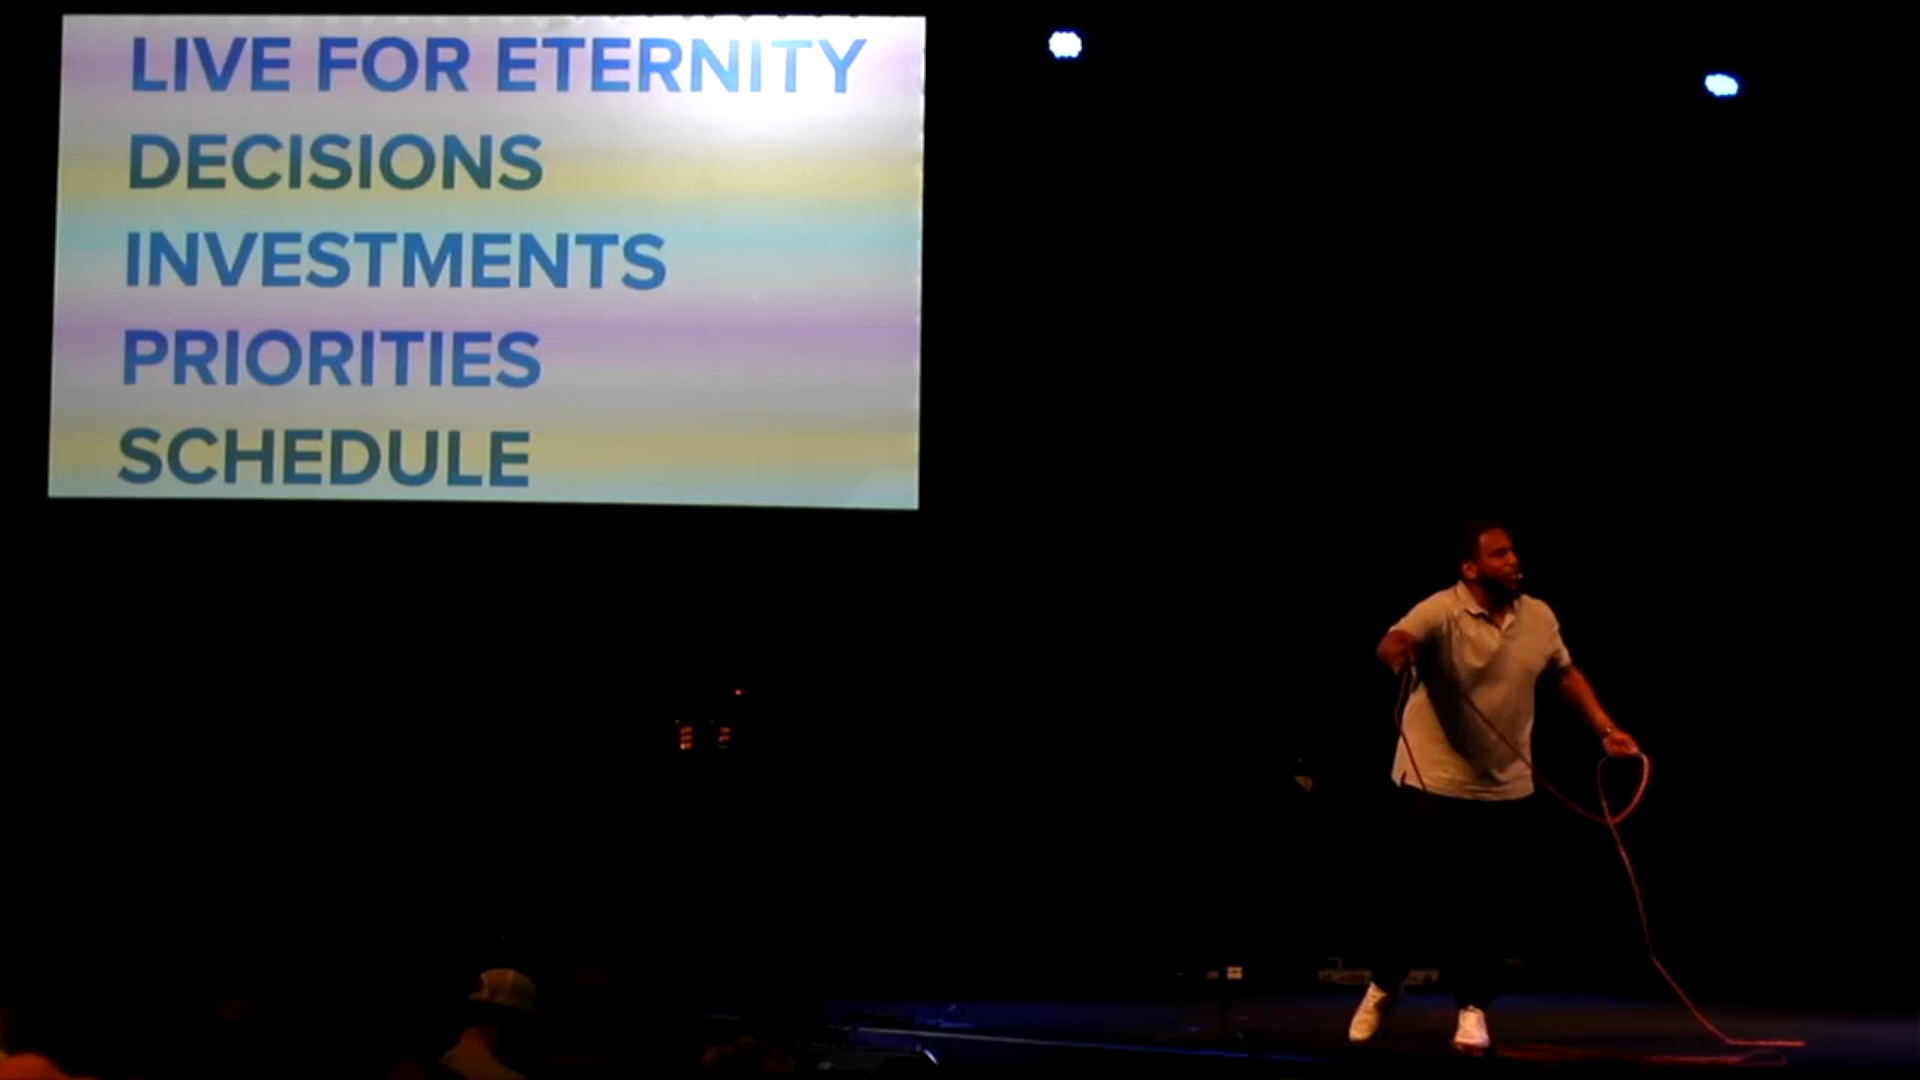 LIVE FOR ETERNITY
DECISIONS
INVESTMENTS
PRIORITIES
SCHEDULE